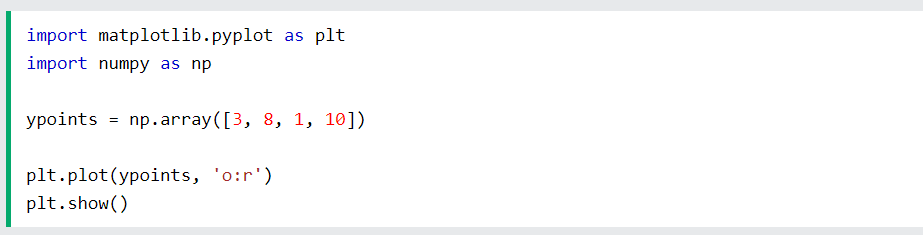 import matplotlib.pyplot as plt
import numpy as np
ypoints = np.array([3, 8, 1, 10])
plt.plot(ypoints, 'o:r')
plt.show()